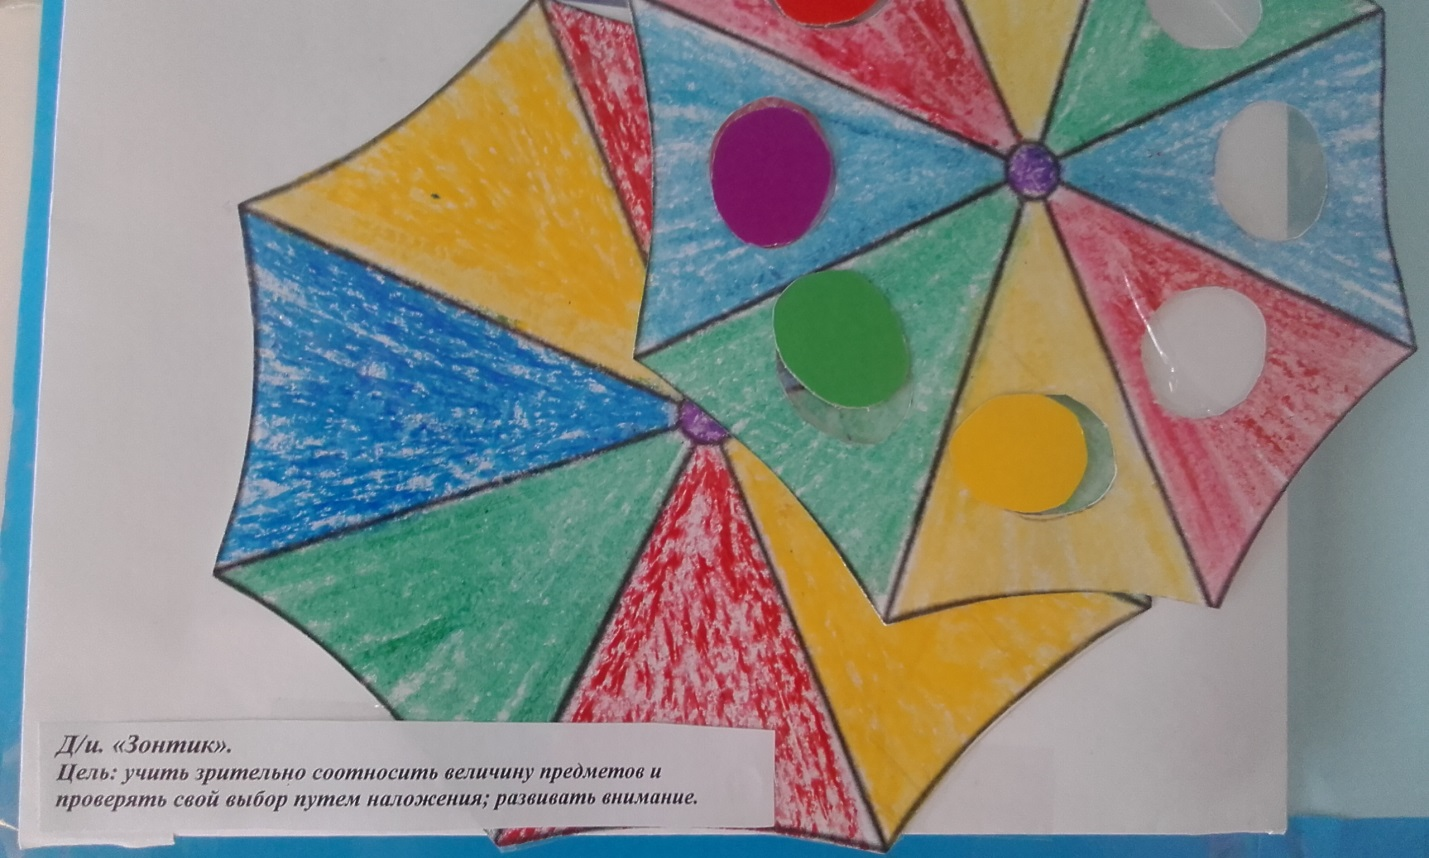 Д/и. «Зонтик».
Цель: учить зрительно соотносить величину предметов и
проверять свой выбор путем наложения; развивать внимание.